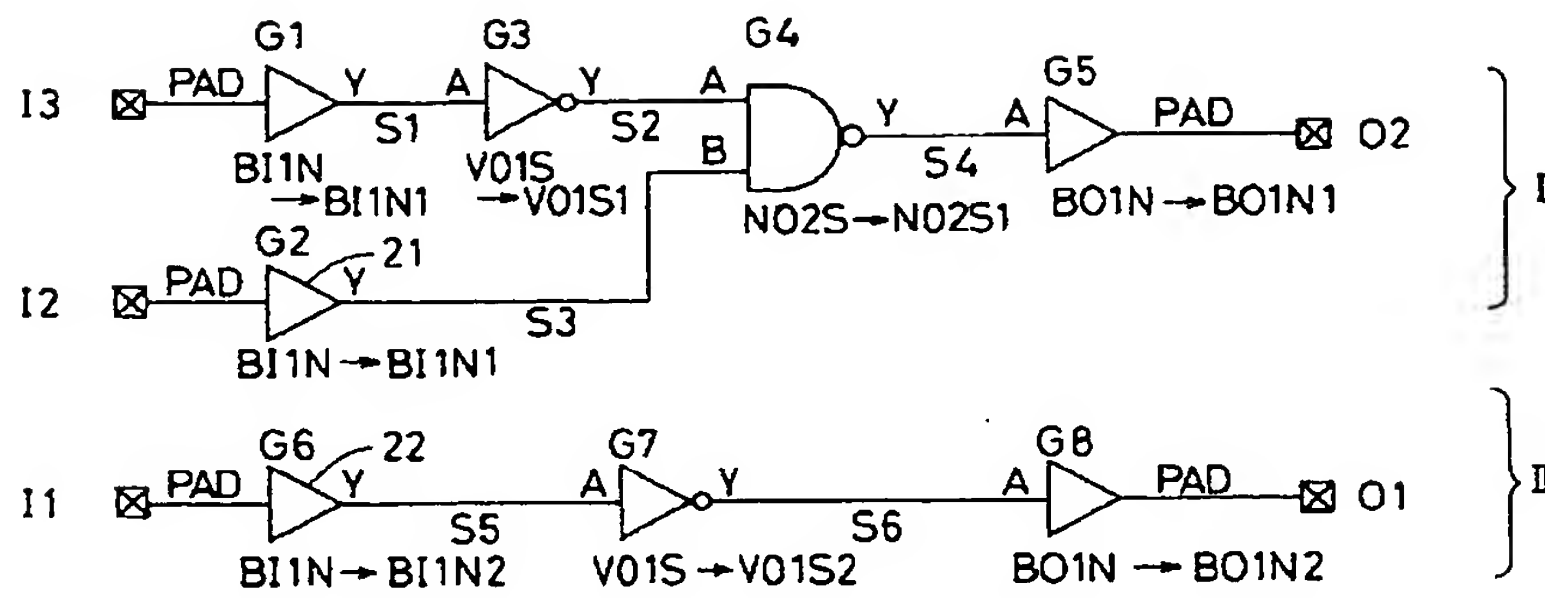 G1 G3 G4 G5
I3 PAD Y A Y A Y A PAD O2
S1 S2 B S4
BI1N V01S
→BI1N1 →V01S1 N02S→N02S1 BO1N→BO1N1 I
G2 21
I2 PAD Y
S3
BI1N→BI1N1
G6 22 G7 G8
I1 PAD Y A Y A PAD O1
S5 S6
BI1N→BI1N2 V01S→V01S2 BO1N→BO1N2